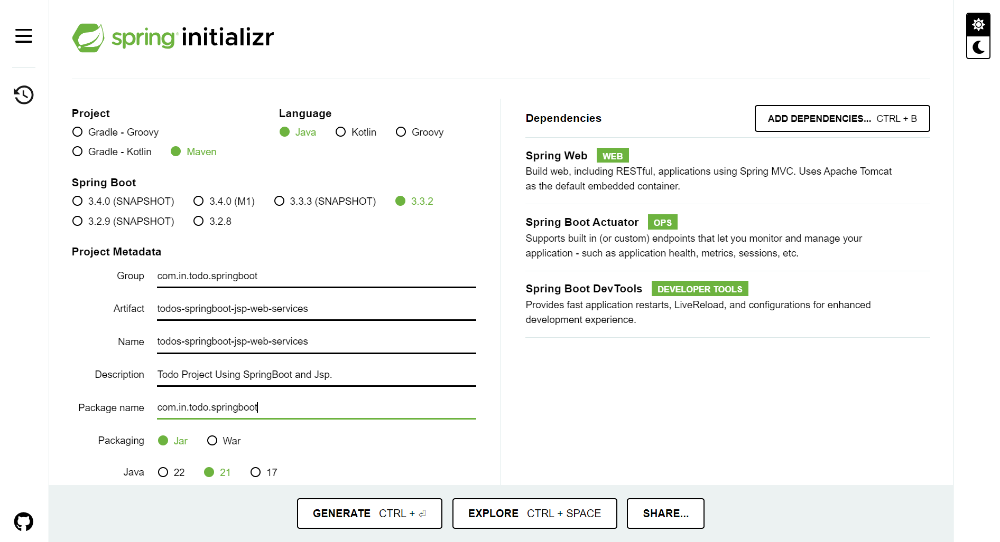 spring initializr
Project
Gradle - Groovy
Gradle - Kotlin Maven
Language
Java Kotlin Groovy
Spring Boot
3.4.0 (SNAPSHOT) 3.4.0 (M1) 3.3.3 (SNAPSHOT) 3.3.2
3.2.9 (SNAPSHOT) 3.2.8
Project Metadata
Group com.in.todo.springboot
Artifact todos-springboot-jsp-web-services
Name todos-springboot-jsp-web-services
Description Todo Project Using SpringBoot and Jsp.
Package name com.in.todo.springboot
Packaging Jar War
Java 22 21 17
Dependencies ADD DEPENDENCIES... CTRL + B
Spring Web WEB
Build web, including RESTful, applications using Spring MVC. Uses Apache Tomcat
as the default embedded container.
Spring Boot Actuator OPS
Supports built in (or custom) endpoints that let you monitor and manage your
application - such as application health, metrics, sessions, etc.
Spring Boot DevTools DEVELOPER TOOLS
Provides fast application restarts, LiveReload, and configurations for enhanced
development experience.
GENERATE CTRL + ⏎ EXPLORE CTRL + SPACE SHARE...